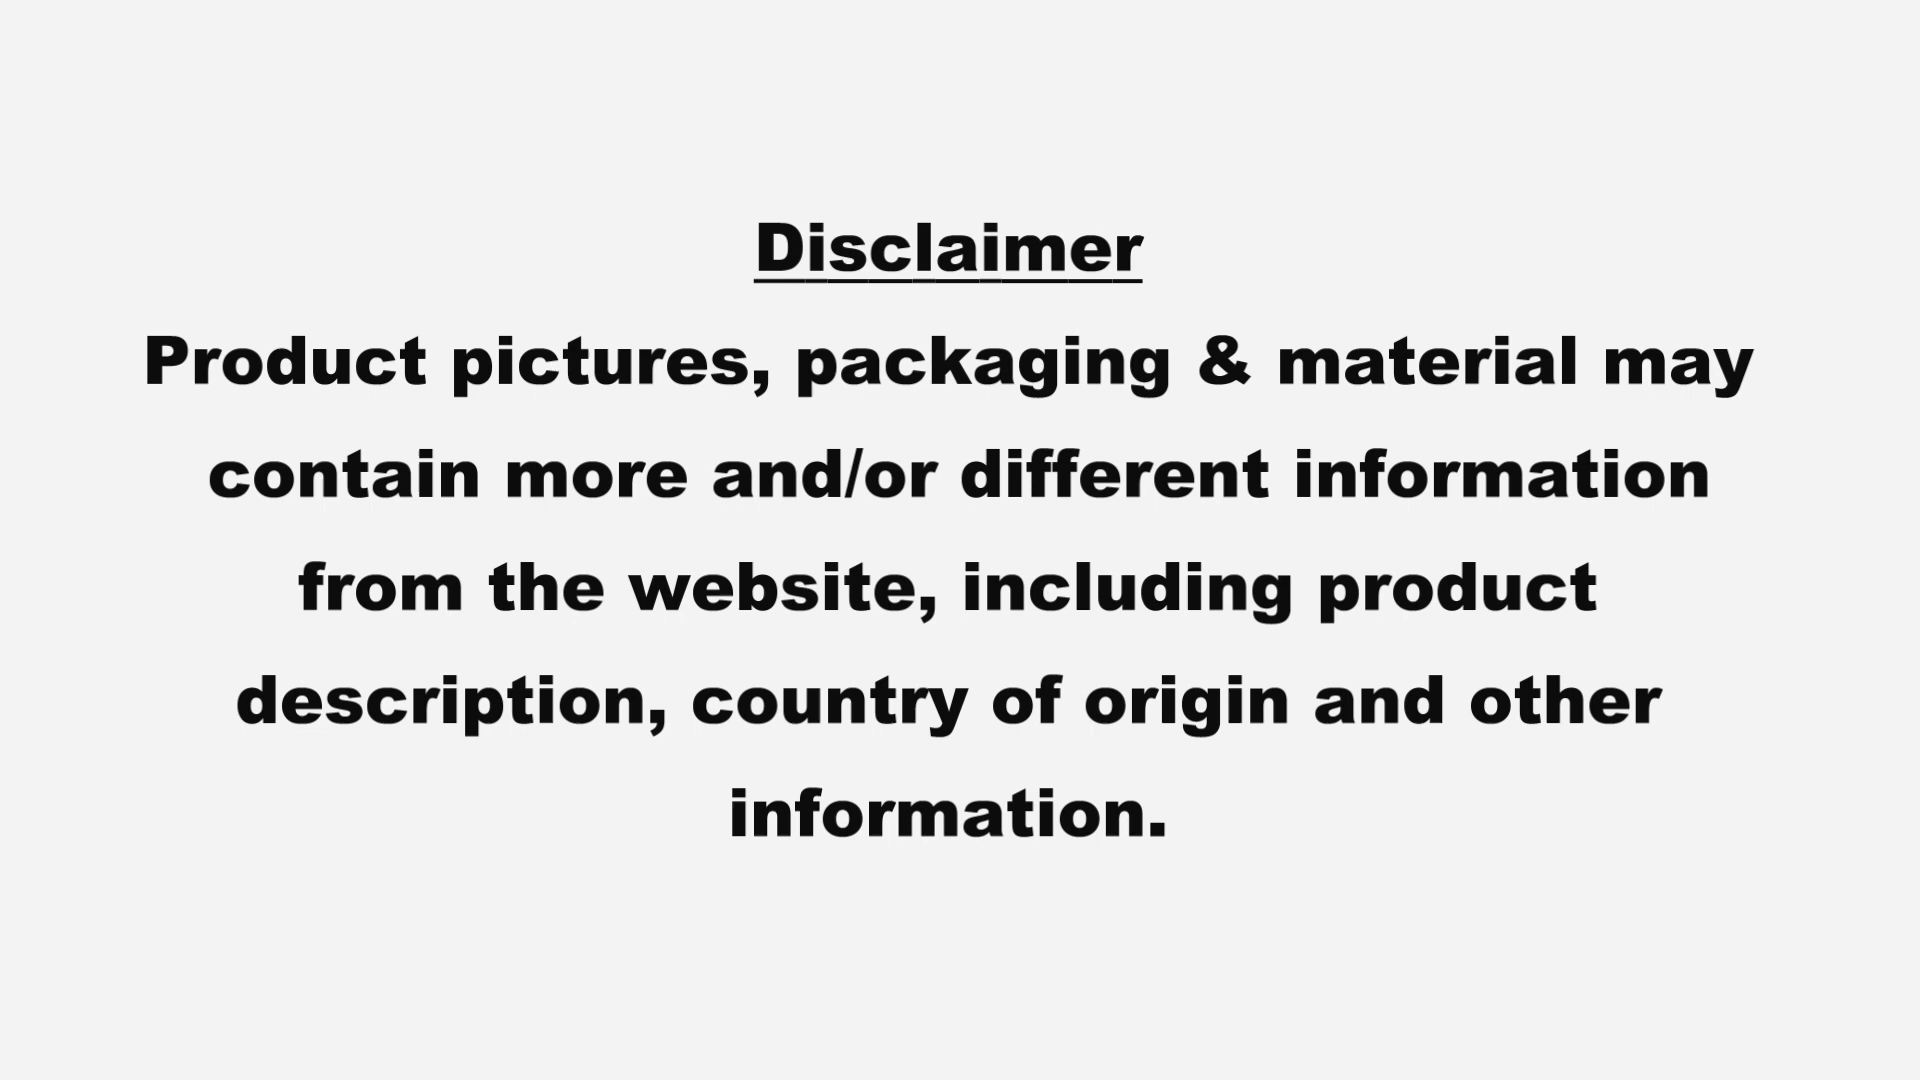 Disclaimer
Product pictures, packaging & material may
contain more and/or different information
from the website, including product
description, country of origin and other
information.